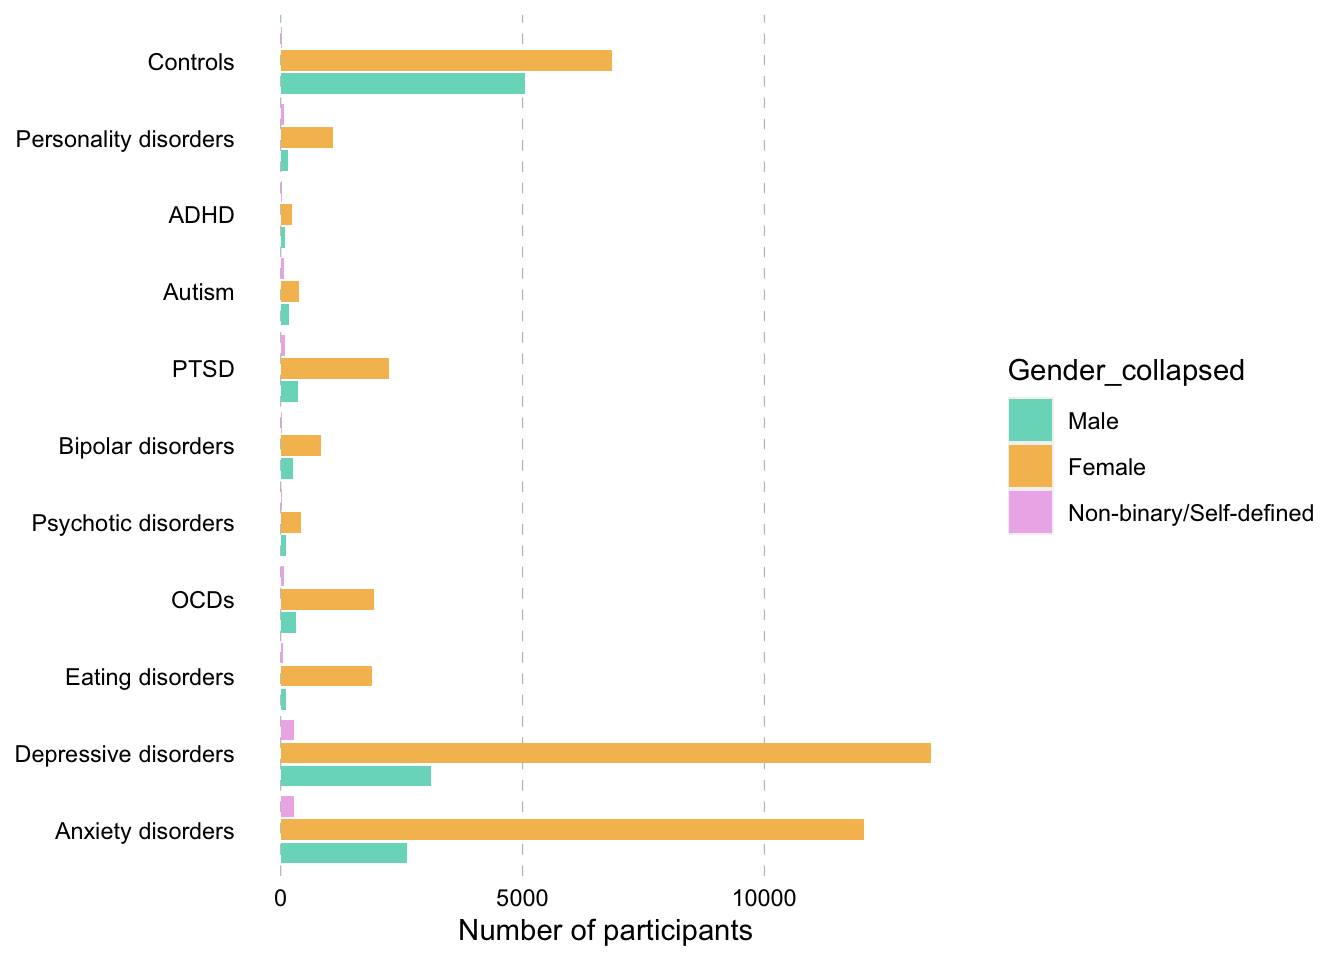 Controls
Personality disorders
ADHD
Autism
PTSD
Bipolar disorders
Psychotic disorders
OCDs
Eating disorders
Depressive disorders
Anxiety disorders
0 5000 10000
Number of participants
Gender_collapsed
Male
Female
Non-binary/Self-defined